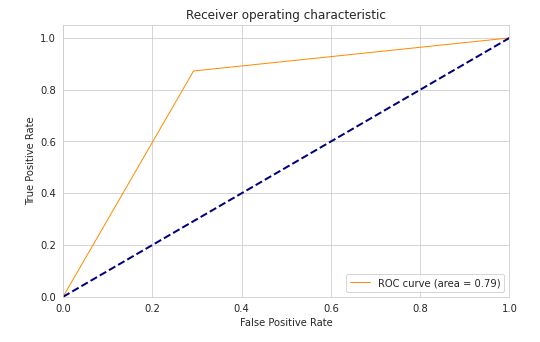 Receiver operating characteristic
True Positive Rate
1.0
0.8
0.6
0.4
0.2
0.0
ROC curve (area = 0.79)
0.0 0.2 0.4 0.6 0.8 1.0
False Positive Rate